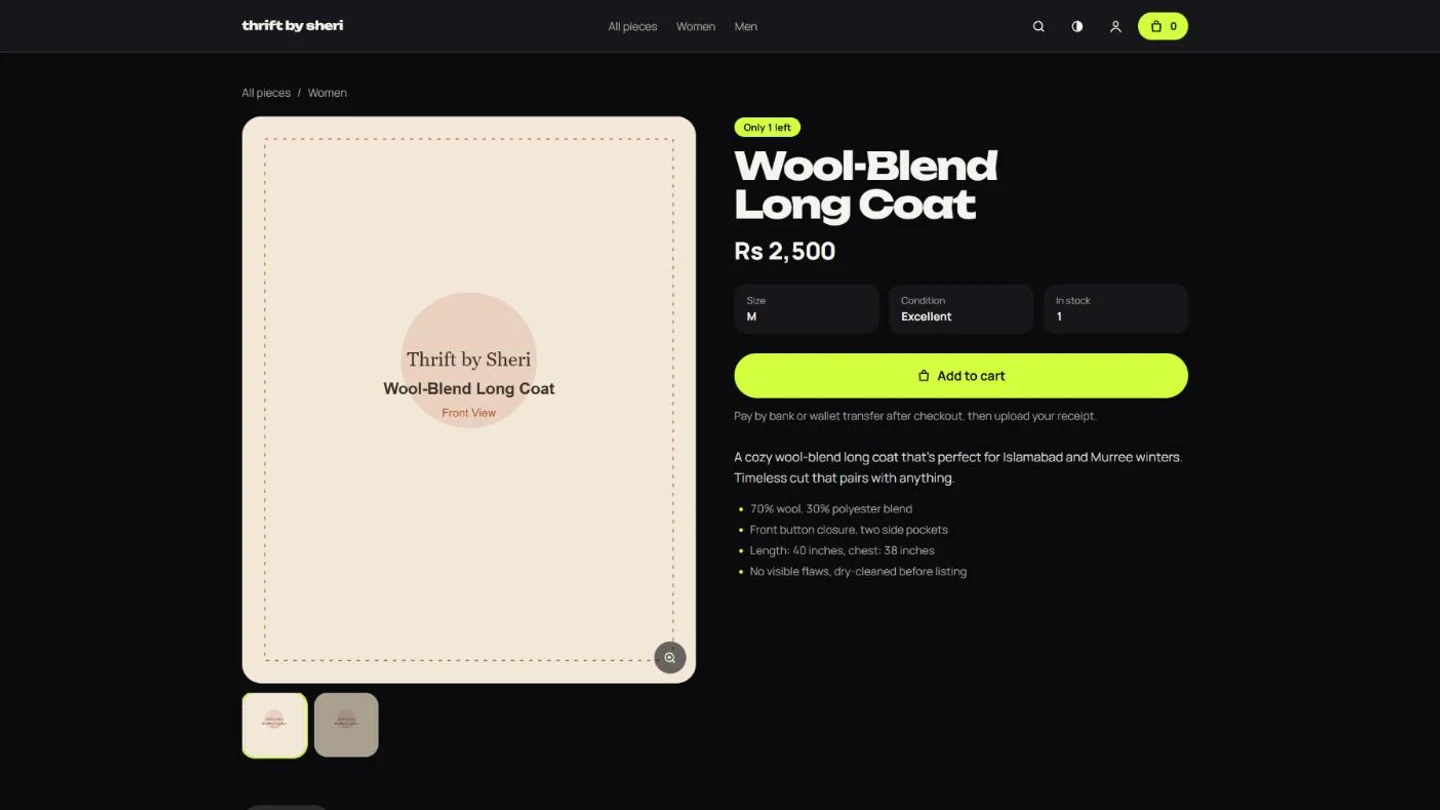 thrift by sheri
All pieces
Women
Men
0
All pieces / Women
Thrift by Sheri
Wool-Blend Long Coat
Front View
Only 1 left
Wool-Blend
Long Coat
Rs 2,500
Size
M
Condition
Excellent
In stock
1
Add to cart
Pay by bank or wallet transfer after checkout, then upload your receipt.
A cozy wool-blend long coat that's perfect for Islamabad and Murree winters.
Timeless cut that pairs with anything.
• 70% wool, 30% polyester blend
• Front button closure, two side pockets
• Length: 40 inches, chest: 38 inches
• No visible flaws, dry-cleaned before listing